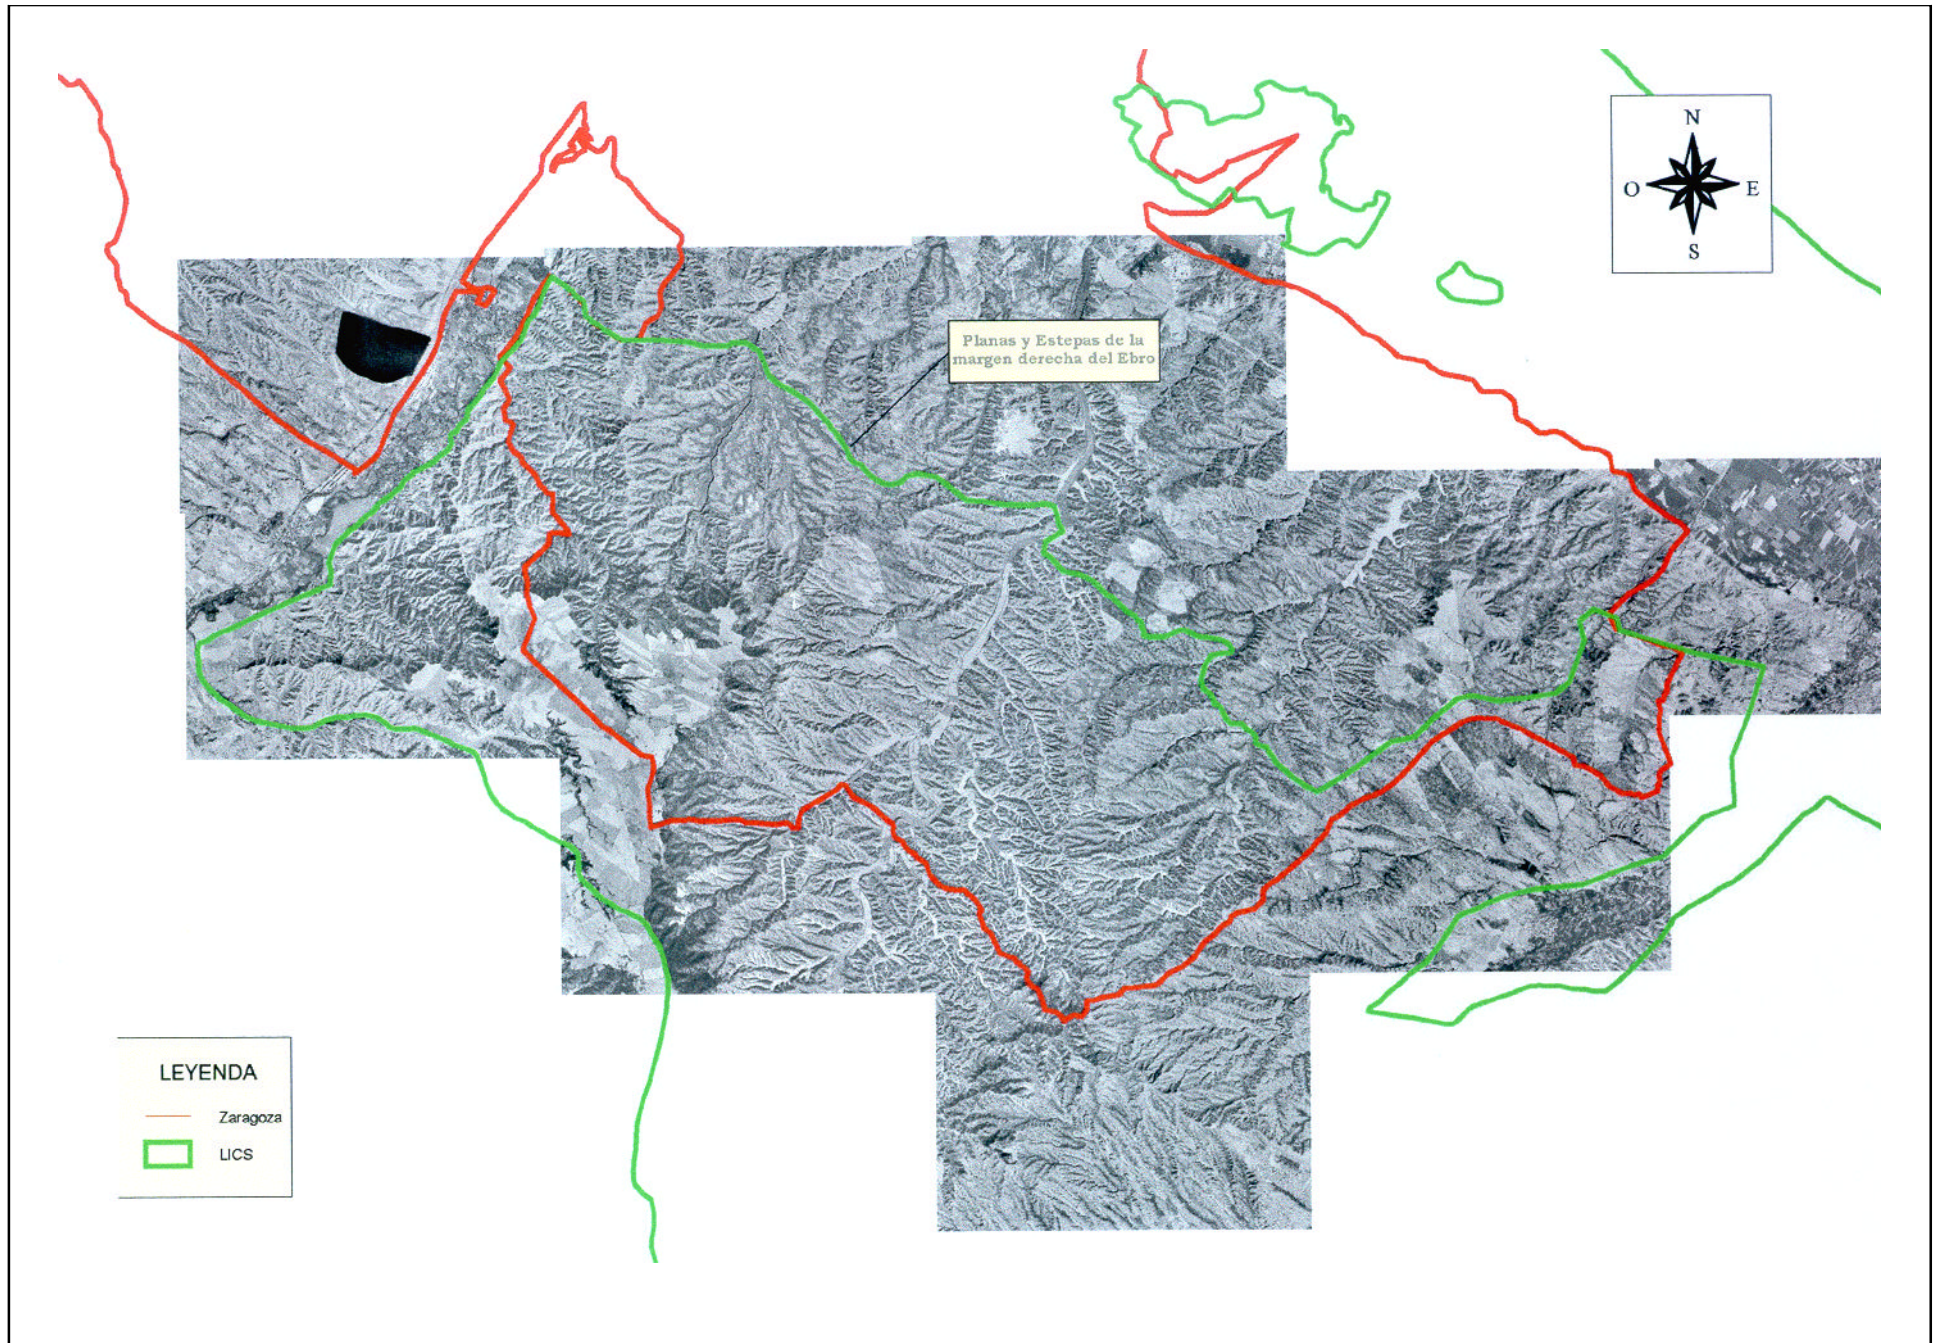 N
O
E
S
Planas y Estepas de la
margen derecha del Ebro
LEYENDA
Zaragoza
LICS